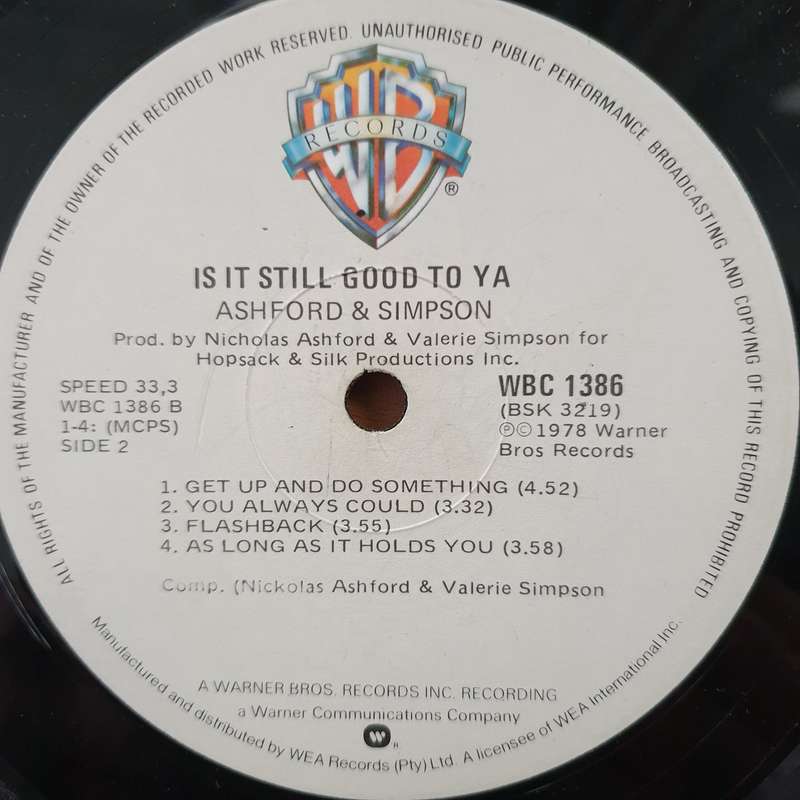 ALL RIGHTS OF THE MANUFACTURER AND OF THE OWNER OF THE RECORDED WORK RESERVED. UNAUTHORISED PUBLIC PERFORMANCE BROADCASTING AND COPYING OF THIS RECORD PROHIBITED
WB
RECORDS
®
IS IT STILL GOOD TO YA
ASHFORD & SIMPSON
Prod. by Nicholas Ashford & Valerie Simpson for
Hopsack & Silk Productions Inc.
SPEED 33,3
WBC 1386 B
1-4: (MCPS)
SIDE 2
WBC 1386
(BSK 3219)
℗©1978 Warner
Bros Records
1. GET UP AND DO SOMETHING (4.52)
2. YOU ALWAYS COULD (3.32)
3. FLASHBACK (3.55)
4. AS LONG AS IT HOLDS YOU (3.58)
Comp. (Nickolas Ashford & Valerie Simpson
A WARNER BROS. RECORDS INC. RECORDING
a Warner Communications Company
Manufactured and distributed by WEA Records (Pty) Ltd. A licensee of WEA International Inc.